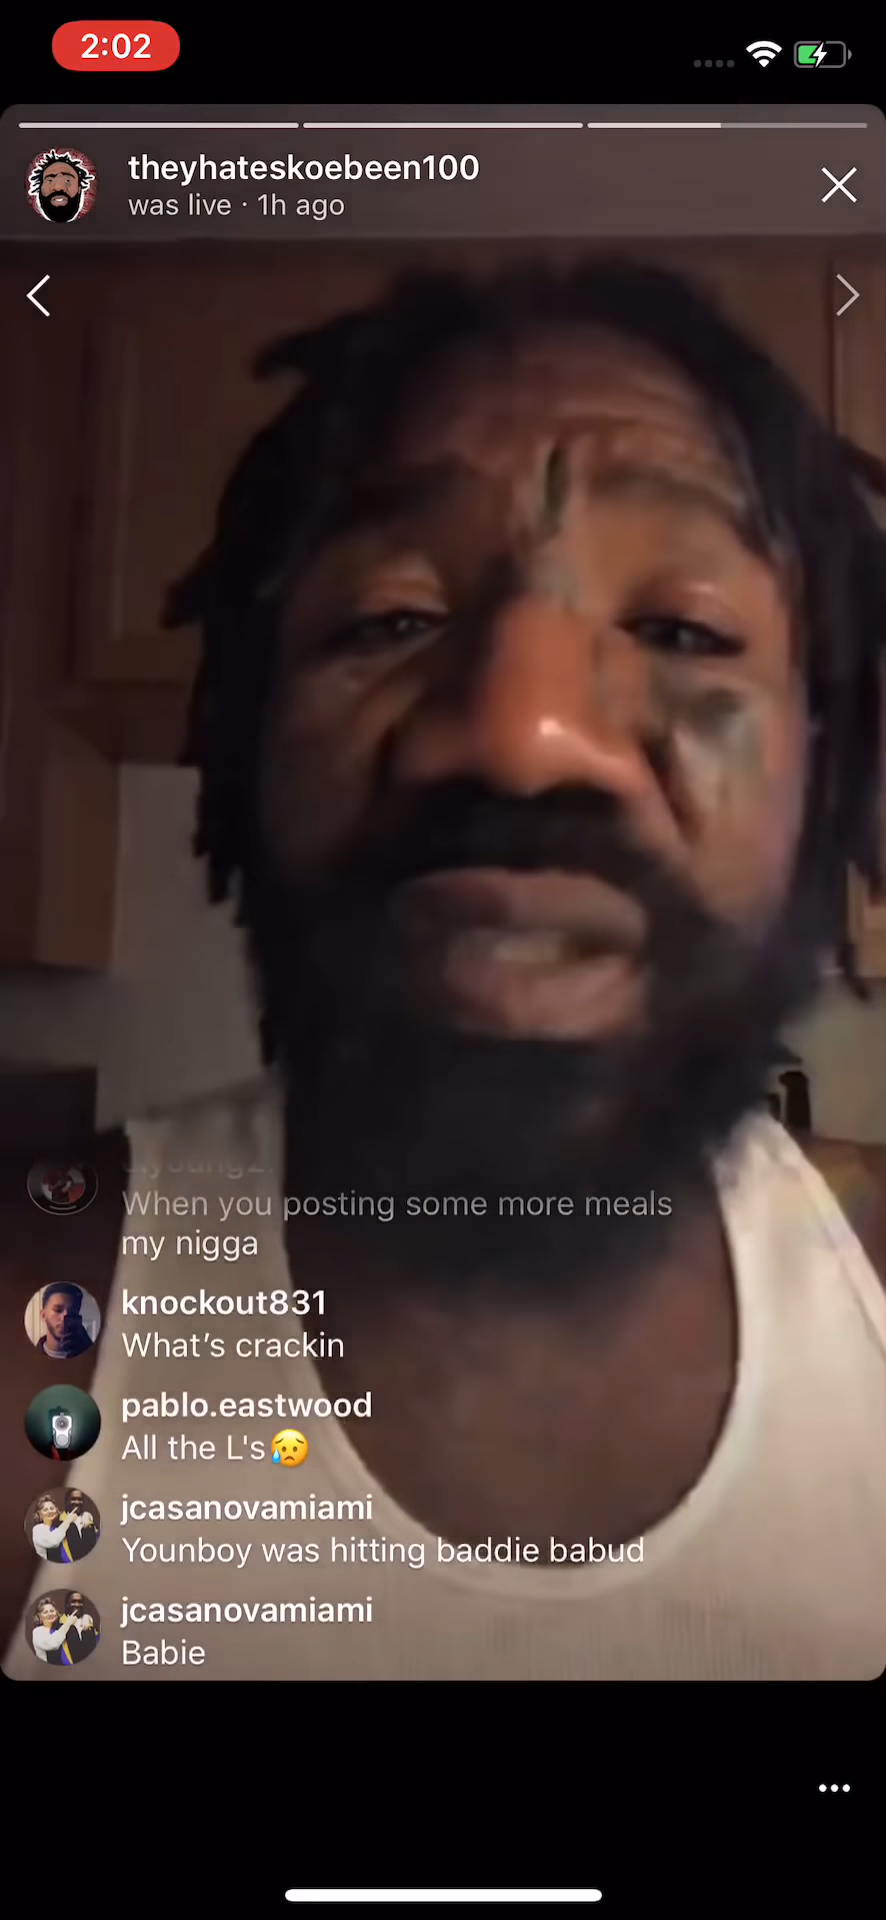 2:02
theyhateskoebeen100
was live · 1h ago
When you posting some more meals
my nigga
knockout831
What's crackin
pablo.eastwood
All the L's😥
jcasanovamiami
Younboy was hitting baddie babud
jcasanovamiami
Babie